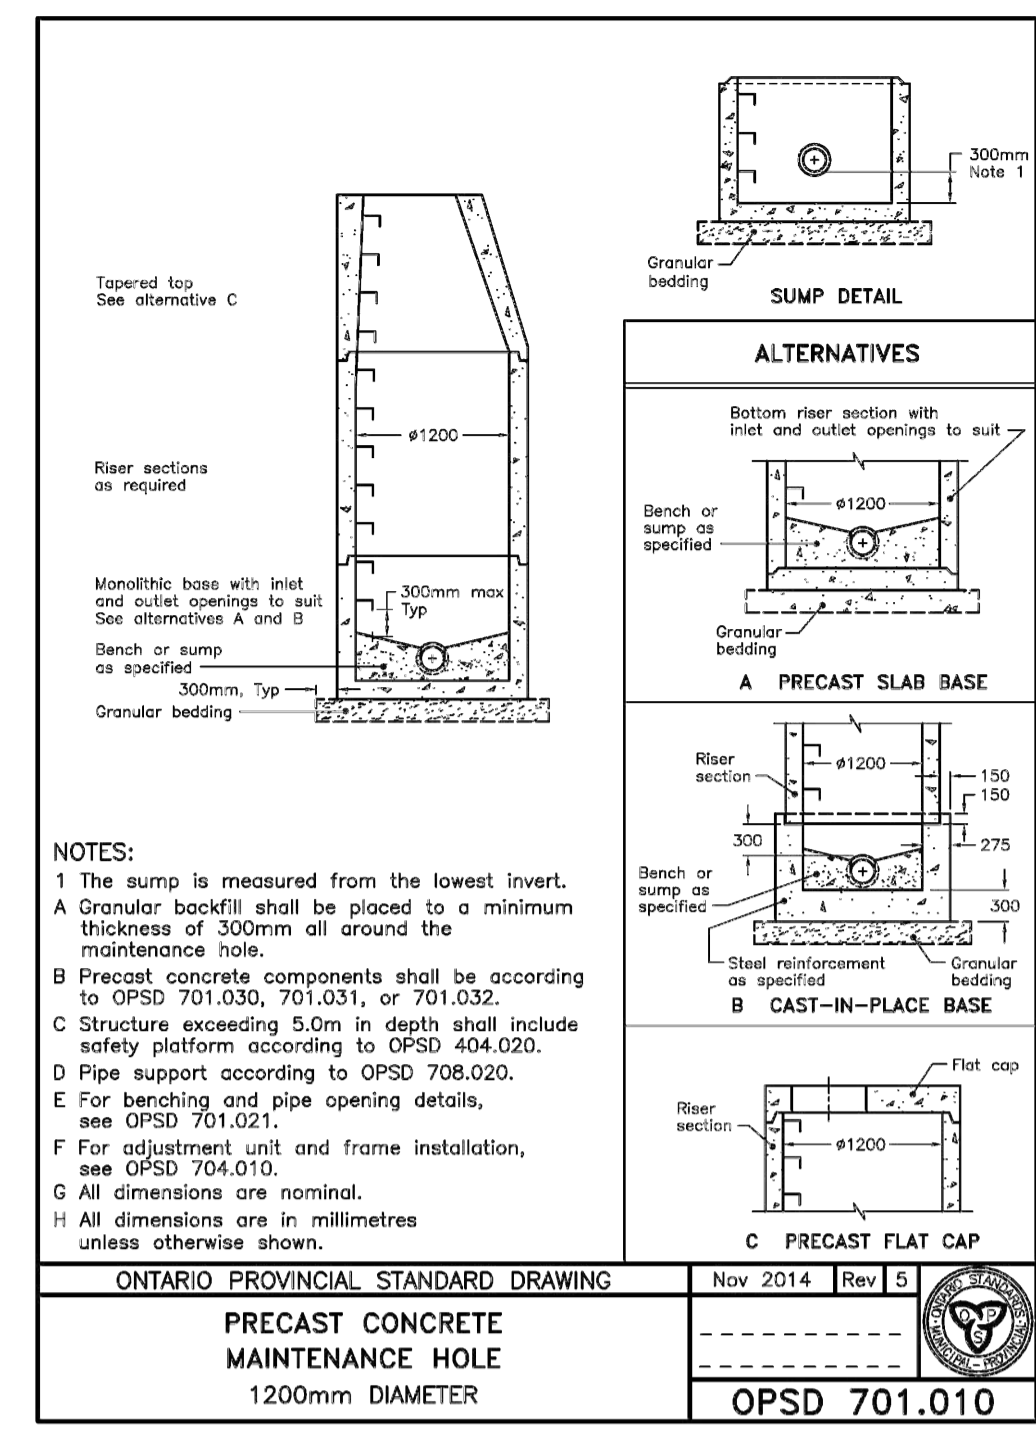 300mm
Note 1
Granular
bedding
SUMP DETAIL
Tapered top
See alternative C
ø1200
Riser sections
as required
Monolithic base with inlet
and outlet openings to suit
See alternatives A and B
300mm max
Typ
Bench or sump
as specified
300mm, Typ
Granular bedding
ALTERNATIVES
Bottom riser section with
inlet and outlet openings to suit
ø1200
Bench or
sump as
specified
Granular
bedding
A PRECAST SLAB BASE
Riser
section
ø1200
150
150
300
275
Bench or
sump as
specified
300
Steel reinforcement
as specified
Granular
bedding
B CAST-IN-PLACE BASE
Flat cap
Riser
section
ø1200
C PRECAST FLAT CAP
NOTES:
1 The sump is measured from the lowest invert.
A Granular backfill shall be placed to a minimum
thickness of 300mm all around the
maintenance hole.
B Precast concrete components shall be according
to OPSD 701.030, 701.031, or 701.032.
C Structure exceeding 5.0m in depth shall include
safety platform according to OPSD 404.020.
D Pipe support according to OPSD 708.020.
E For benching and pipe opening details,
see OPSD 701.021.
F For adjustment unit and frame installation,
see OPSD 704.010.
G All dimensions are nominal.
H All dimensions are in millimetres
unless otherwise shown.
ONTARIO PROVINCIAL STANDARD DRAWING
Nov 2014 Rev 5
PRECAST CONCRETE
MAINTENANCE HOLE
1200mm DIAMETER
ONTARIO STANDARDS
MUNICIPAL - PROVINCIAL
O P S
OPSD 701.010